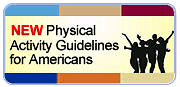 NEW Physical
Activity Guidelines
for Americans